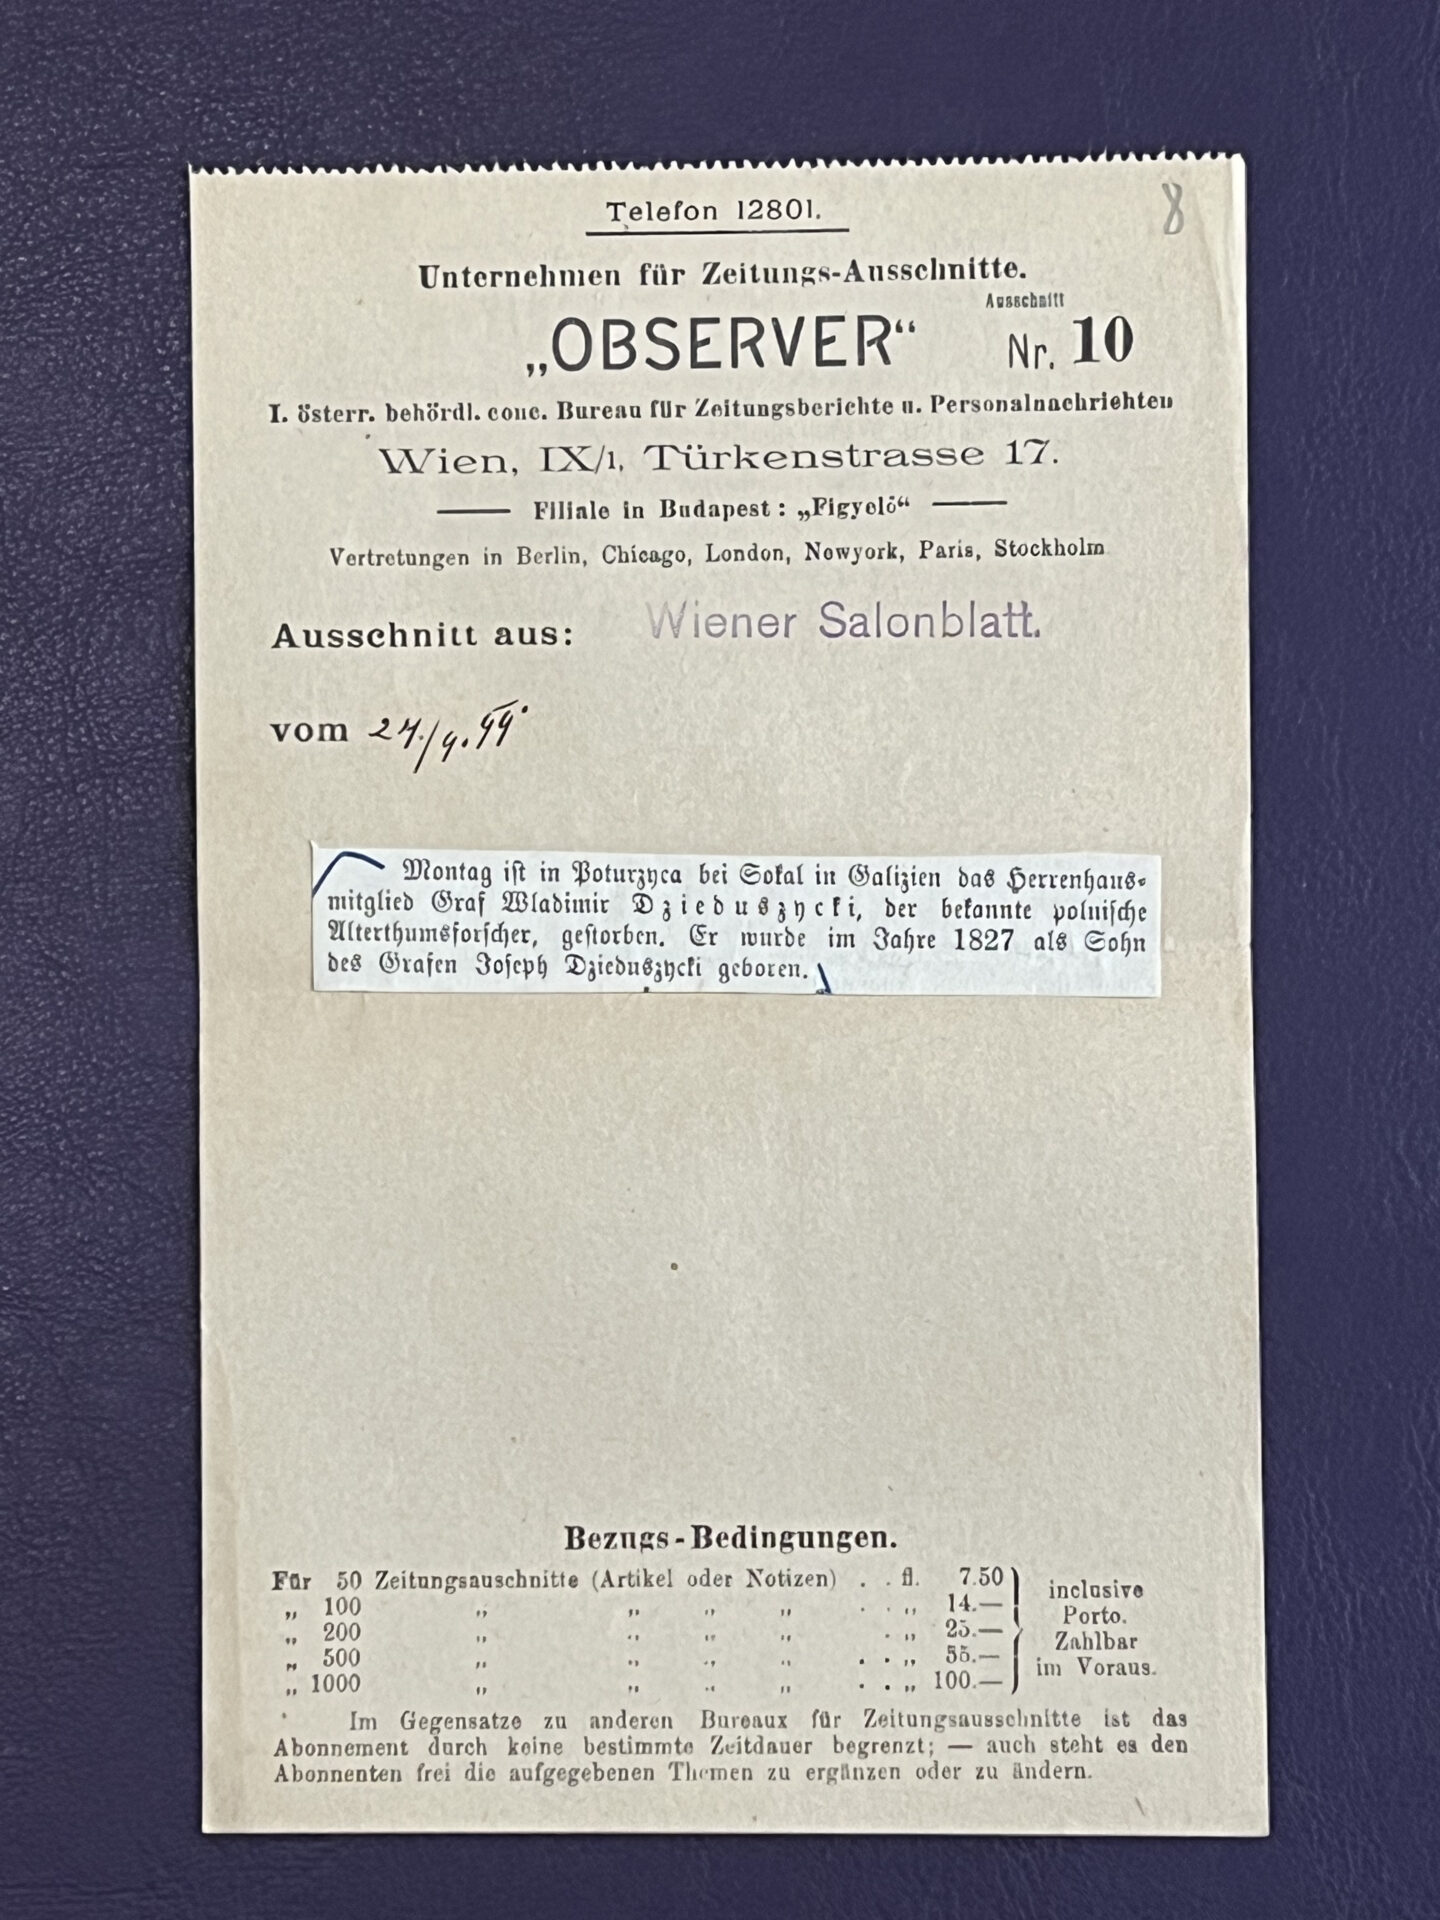 8
Telefon 12801.
Unternehmen für Zeitungs-Ausschnitte.
Ausschnitt
„OBSERVER“ Nr. 10
I. österr. behördl. conc. Bureau für Zeitungsberichte u. Personalnachrichten
Wien, IX/1, Türkenstrasse 17.
Filiale in Budapest: „Figyelő“
Vertretungen in Berlin, Chicago, London, Newyork, Paris, Stockholm
Ausschnitt aus: Wiener Salonblatt.
vom 24./9. 99.
Montag ist in Poturzyca bei Sokal in Galizien das Herrenhaus-
mitglied Graf Wladimir Dzieduszycki, der bekannte polnische
Alterthumsforscher, gestorben. Er wurde im Jahre 1827 als Sohn
des Grafen Joseph Dzieduszycki geboren.
Bezugs-Bedingungen.
Für 50 Zeitungsauschnitte (Artikel oder Notizen) . . fl. 7.50 inclusive
„ 100 „ „ „ „ . . „ 14.— Porto.
„ 200 „ „ „ „ . „ 25.— Zahlbar
„ 500 „ „ „ „ . . „ 55.— im Voraus.
„ 1000 „ „ „ „ . . „ 100.—
Im Gegensatze zu anderen Bureaux für Zeitungsausschnitte ist das
Abonnement durch keine bestimmte Zeitdauer begrenzt; — auch steht es den
Abonnenten frei die aufgegebenen Themen zu ergänzen oder zu ändern.